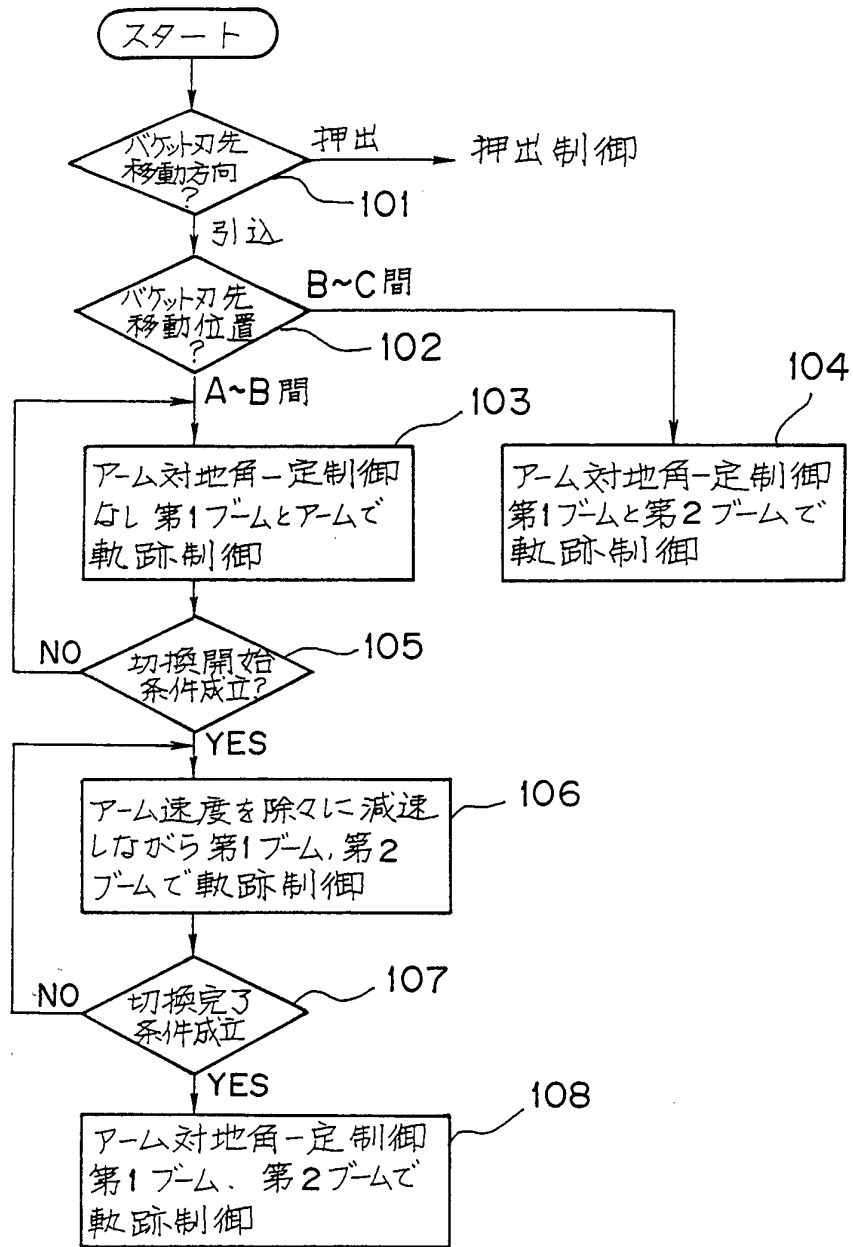 スタート
バケット刃先
移動方向
?
押出
押出制御
101
引込
バケット刃先
移動位置
?
B~C間
102
A~B間
103
104
アーム対地角一定制御
なし第1ブームとアームで
軌跡制御
アーム対地角一定制御
第1ブームと第2ブームで
軌跡制御
NO
切換開始
条件成立?
105
YES
アーム速度を除々に減速
しながら第1ブーム,第2
ブームで軌跡制御
106
NO
切換完了
条件成立
107
YES
108
アーム対地角一定制御
第1ブーム. 第2ブームで
軌跡制御